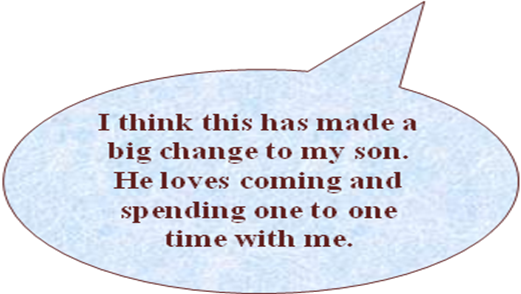 I think this has made a
big change to my son.
He loves coming and
spending one to one
time with me.